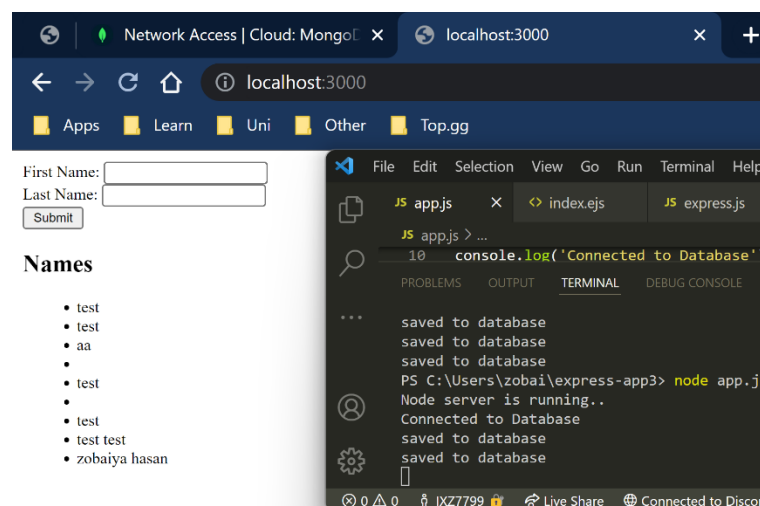 Network Access | Cloud: MongoD
localhost:3000
localhost:3000
Apps
Learn
Uni
Other
Top.gg
First Name:
Last Name:
Submit
Names
test
test
aa
test
test
test test
zobaiya hasan
File Edit Selection View Go Run Terminal Help
JS app.js
<> index.ejs
JS express.js
JS app.js > ...
10 console.log('Connected to Database'
PROBLEMS OUTPUT TERMINAL DEBUG CONSOLE
...
saved to database
saved to database
saved to database
PS C:\Users\zobai\express-app3> node app.j
Node server is running..
Connected to Database
saved to database
saved to database
0 0 IXZ7799 Live Share Connected to Discor